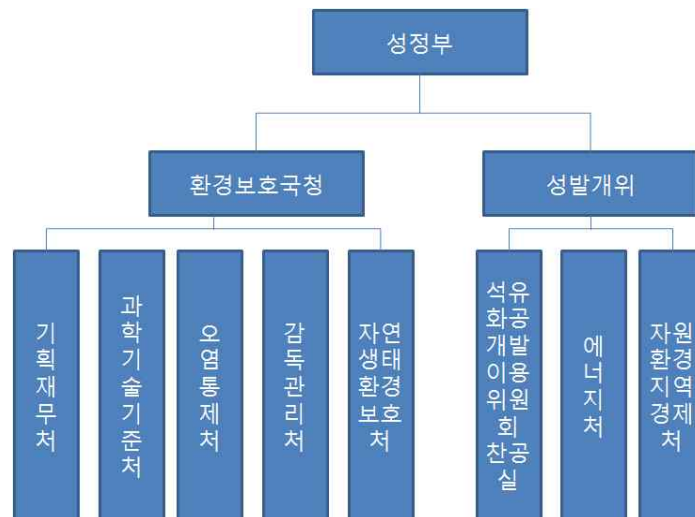 성정부
환경보호국청
성발개위
기획재무처
과학기술기준처
오염통제처
감독관리처
자연생태환경보호처
석유화공개발이용위원회찬공실
에너지처
자원환경지역경제처